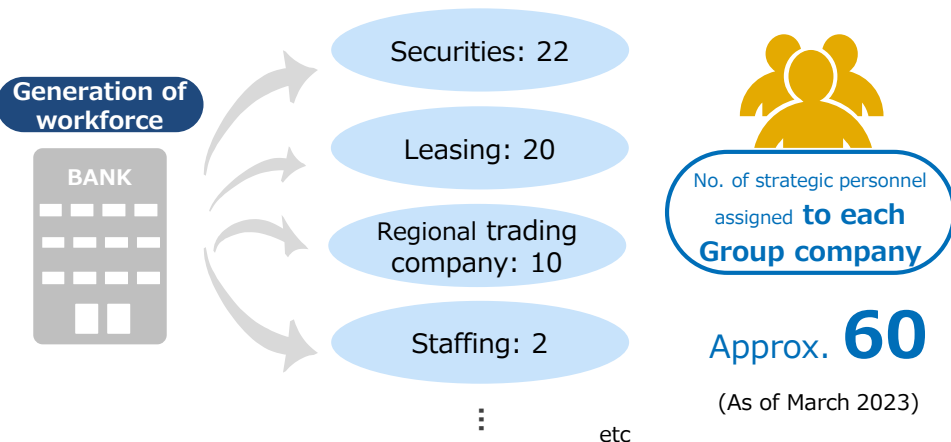 Generation of
workforce
BANK
Securities: 22
Leasing: 20
Regional trading
company: 10
Staffing: 2
⋮
etc
No. of strategic personnel
assigned to each
Group company
Approx. 60
(As of March 2023)